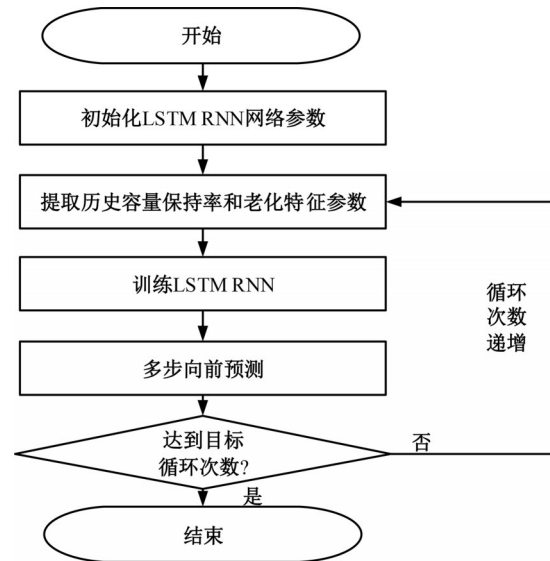 开始
初始化LSTM RNN网络参数
提取历史容量保持率和老化特征参数
训练LSTM RNN
循环
次数
递增
多步向前预测
达到目标
循环次数?
否
是
结束